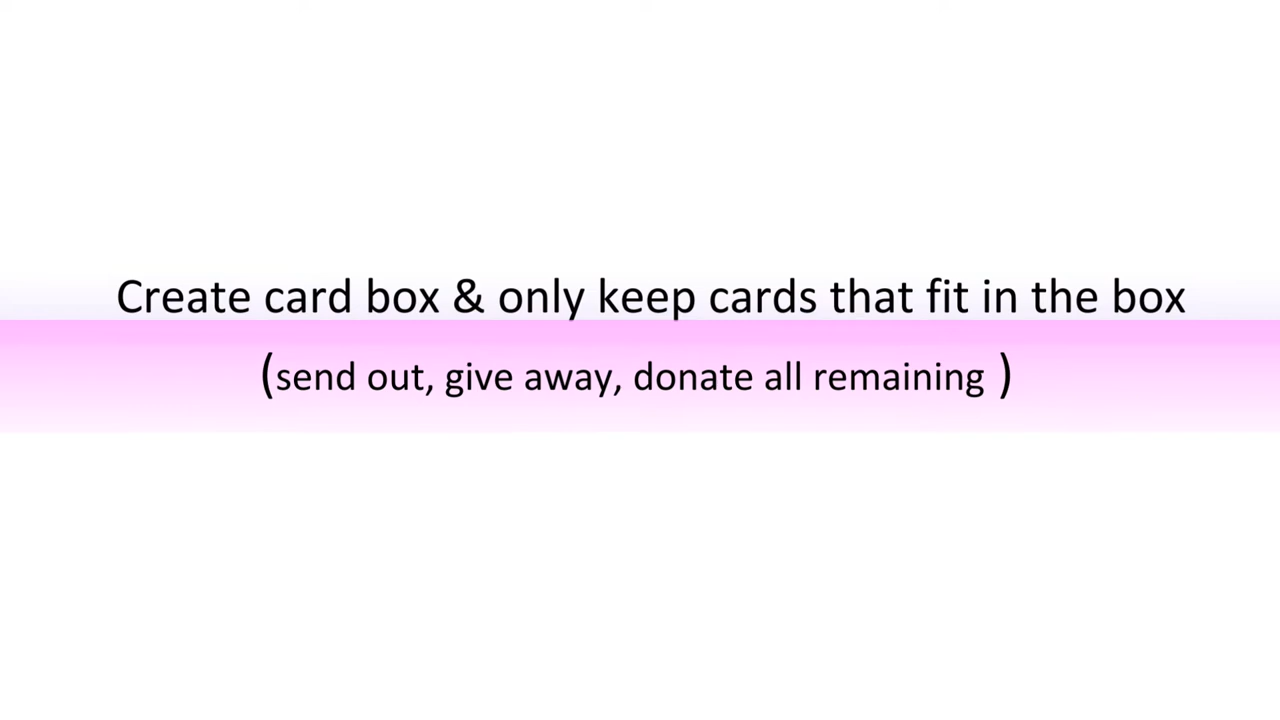 Create card box & only keep cards that fit in the box
(send out, give away, donate all remaining )